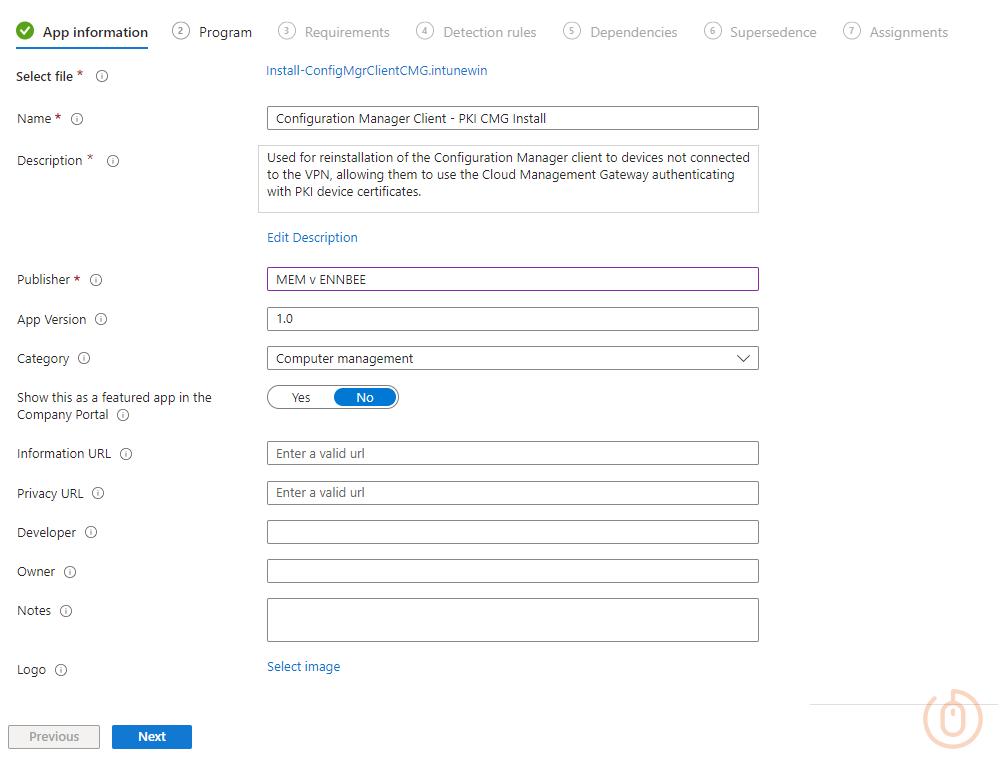 App information
2 Program
3 Requirements
4 Detection rules
5 Dependencies
6 Supersedence
7 Assignments
Select file *
Install-ConfigMgrClientCMG.intunewin
Name *
Configuration Manager Client - PKI CMG Install
Description *
Used for reinstallation of the Configuration Manager client to devices not connected
to the VPN, allowing them to use the Cloud Management Gateway authenticating
with PKI device certificates.
Edit Description
Publisher *
MEM v ENNBEE
App Version
1.0
Category
Computer management
Show this as a featured app in the
Company Portal
Yes No
Information URL
Enter a valid url
Privacy URL
Enter a valid url
Developer
Owner
Notes
Logo
Select image
Previous Next